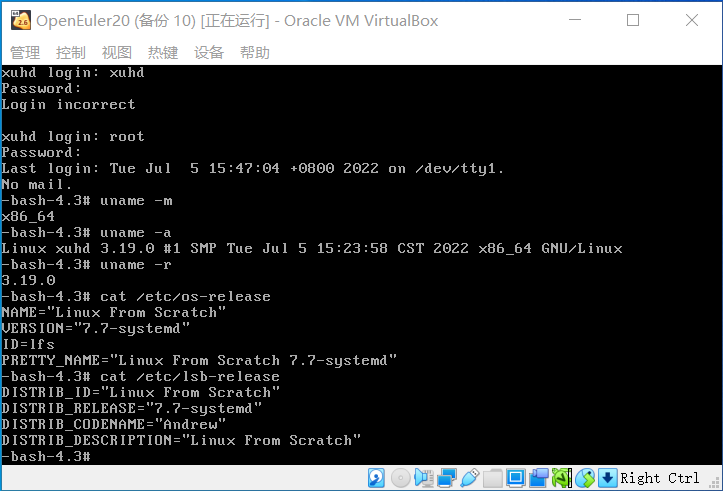 OpenEuler20 (备份 10) [正在运行] - Oracle VM VirtualBox
管理 控制 视图 热键 设备 帮助
xuhd login: xuhd
Password:
Login incorrect
xuhd login: root
Password:
Last login: Tue Jul  5 15:47:04 +0800 2022 on /dev/tty1.
No mail.
-bash-4.3# uname -m
x86_64
-bash-4.3# uname -a
Linux xuhd 3.19.0 #1 SMP Tue Jul 5 15:23:58 CST 2022 x86_64 GNU/Linux
-bash-4.3# uname -r
3.19.0
-bash-4.3# cat /etc/os-release
NAME="Linux From Scratch"
VERSION="7.7-systemd"
ID=lfs
PRETTY_NAME="Linux From Scratch 7.7-systemd"
-bash-4.3# cat /etc/lsb-release
DISTRIB_ID="Linux From Scratch"
DISTRIB_RELEASE="7.7-systemd"
DISTRIB_CODENAME="Andrew"
DISTRIB_DESCRIPTION="Linux From Scratch"
-bash-4.3#
Right Ctrl